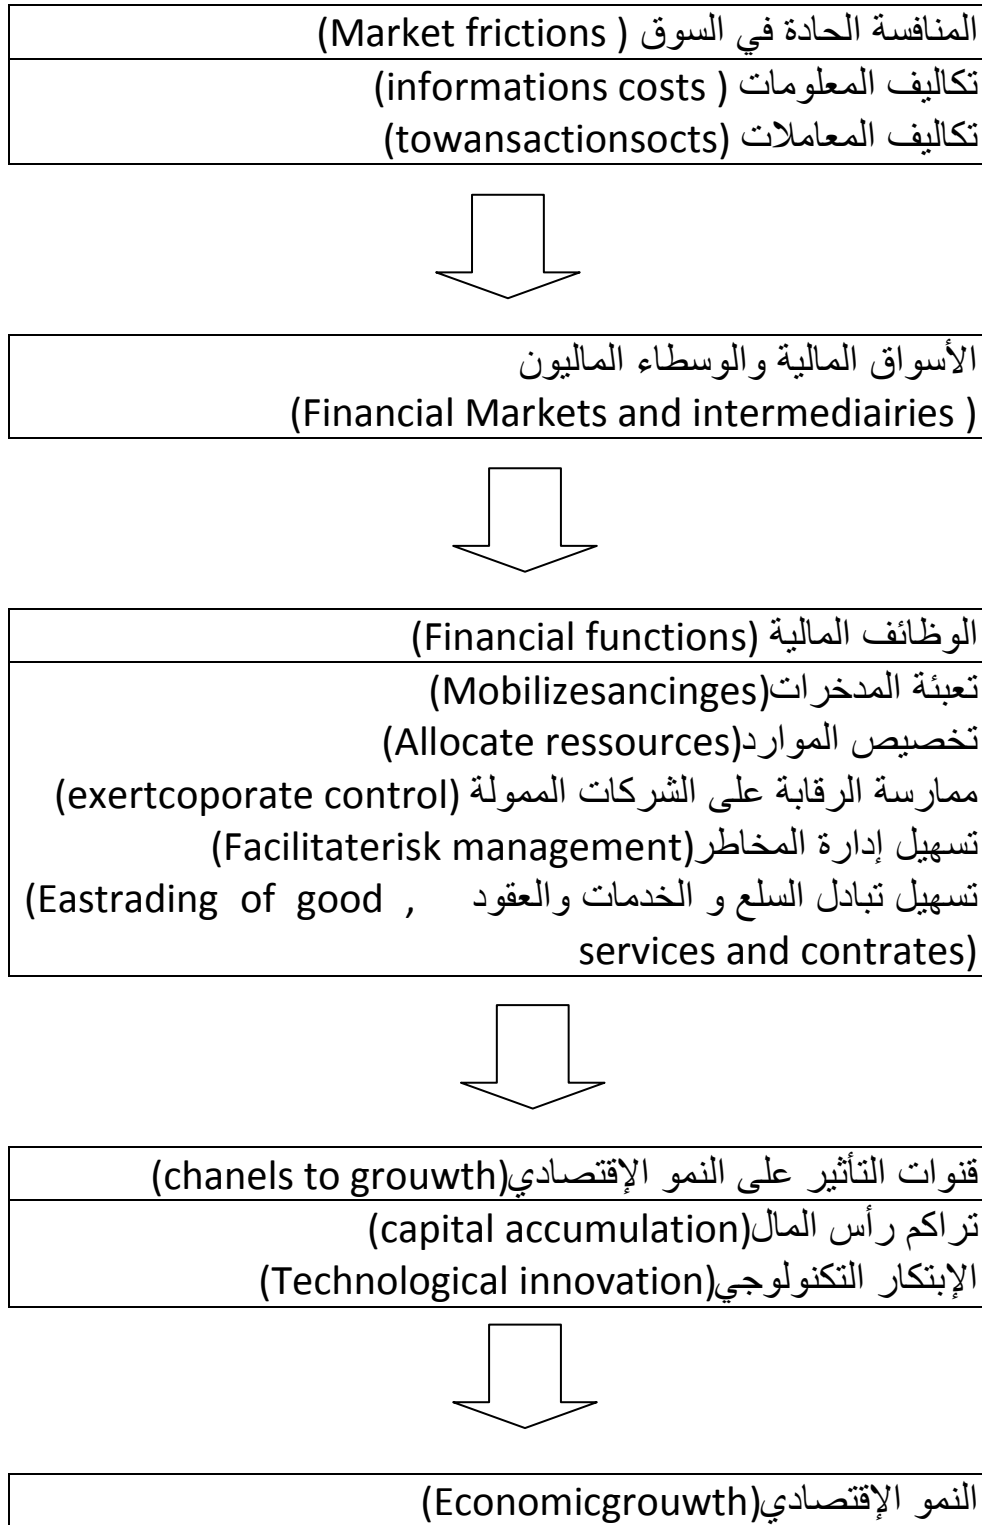 المنافسة الحادة في السوق ( Market frictions)
تكاليف المعلومات ( informations costs)
تكاليف المعاملات (towansactionsocts)
الأسواق المالية والوسطاء الماليون
( Financial Markets and intermediairies)
الوظائف المالية (Financial functions)
تعبئة المدخرات(Mobilizesancinges)
تخصيص الموارد(Allocate ressources)
ممارسة الرقابة على الشركات الممولة (exertcoporate control)
تسهيل إدارة المخاطر(Facilitaterisk management)
تسهيل تبادل السلع و الخدمات والعقود (Eastrading of good ,
services and contrates)
قنوات التأثير على النمو الإقتصادي(chanels to grouwth)
تراكم رأس المال(capital accumulation)
الإبتكار التكنولوجي(Technological innovation)
النمو الإقتصادي(Economicgrouwth)